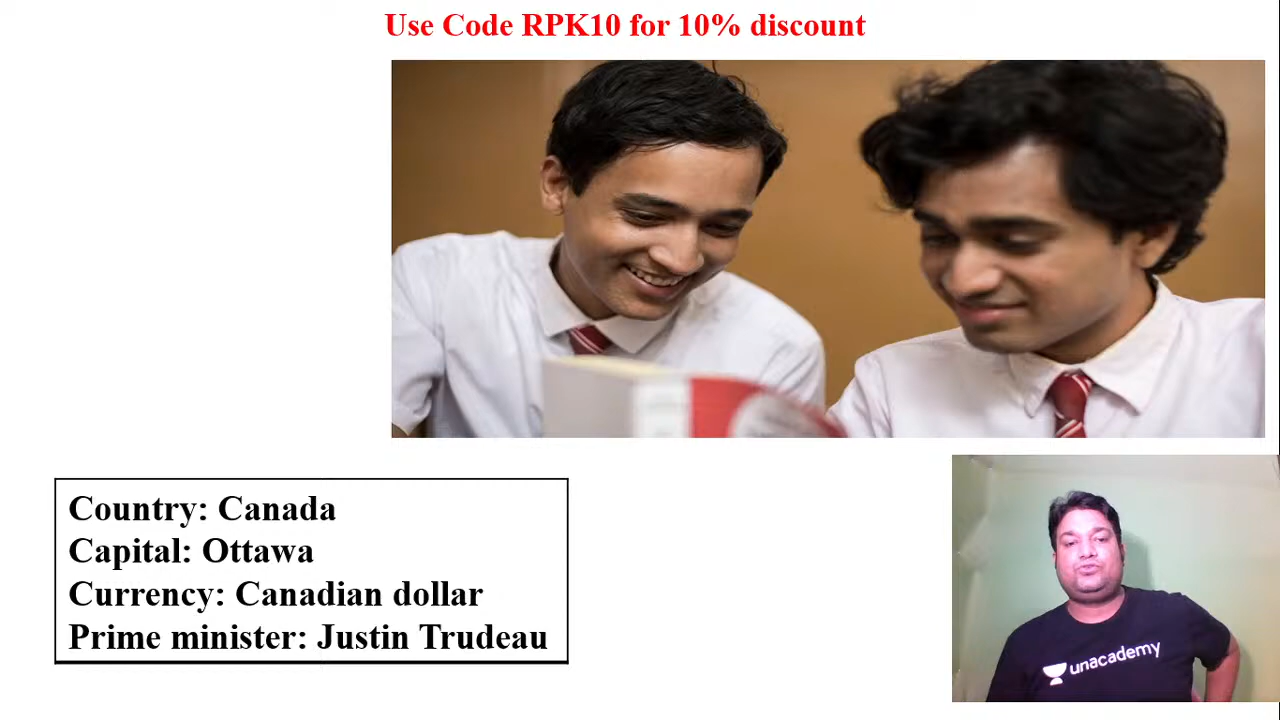 Use Code RPK10 for 10% discount
Country: Canada
Capital: Ottawa
Currency: Canadian dollar
Prime minister: Justin Trudeau
unacademy